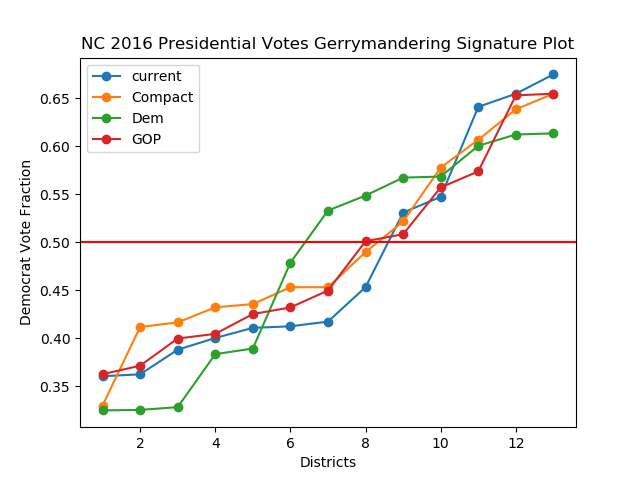 NC 2016 Presidential Votes Gerrymandering Signature Plot
current
Compact
Dem
GOP
Democrat Vote Fraction
0.65
0.60
0.55
0.50
0.45
0.40
0.35
2 4 6 8 10 12
Districts